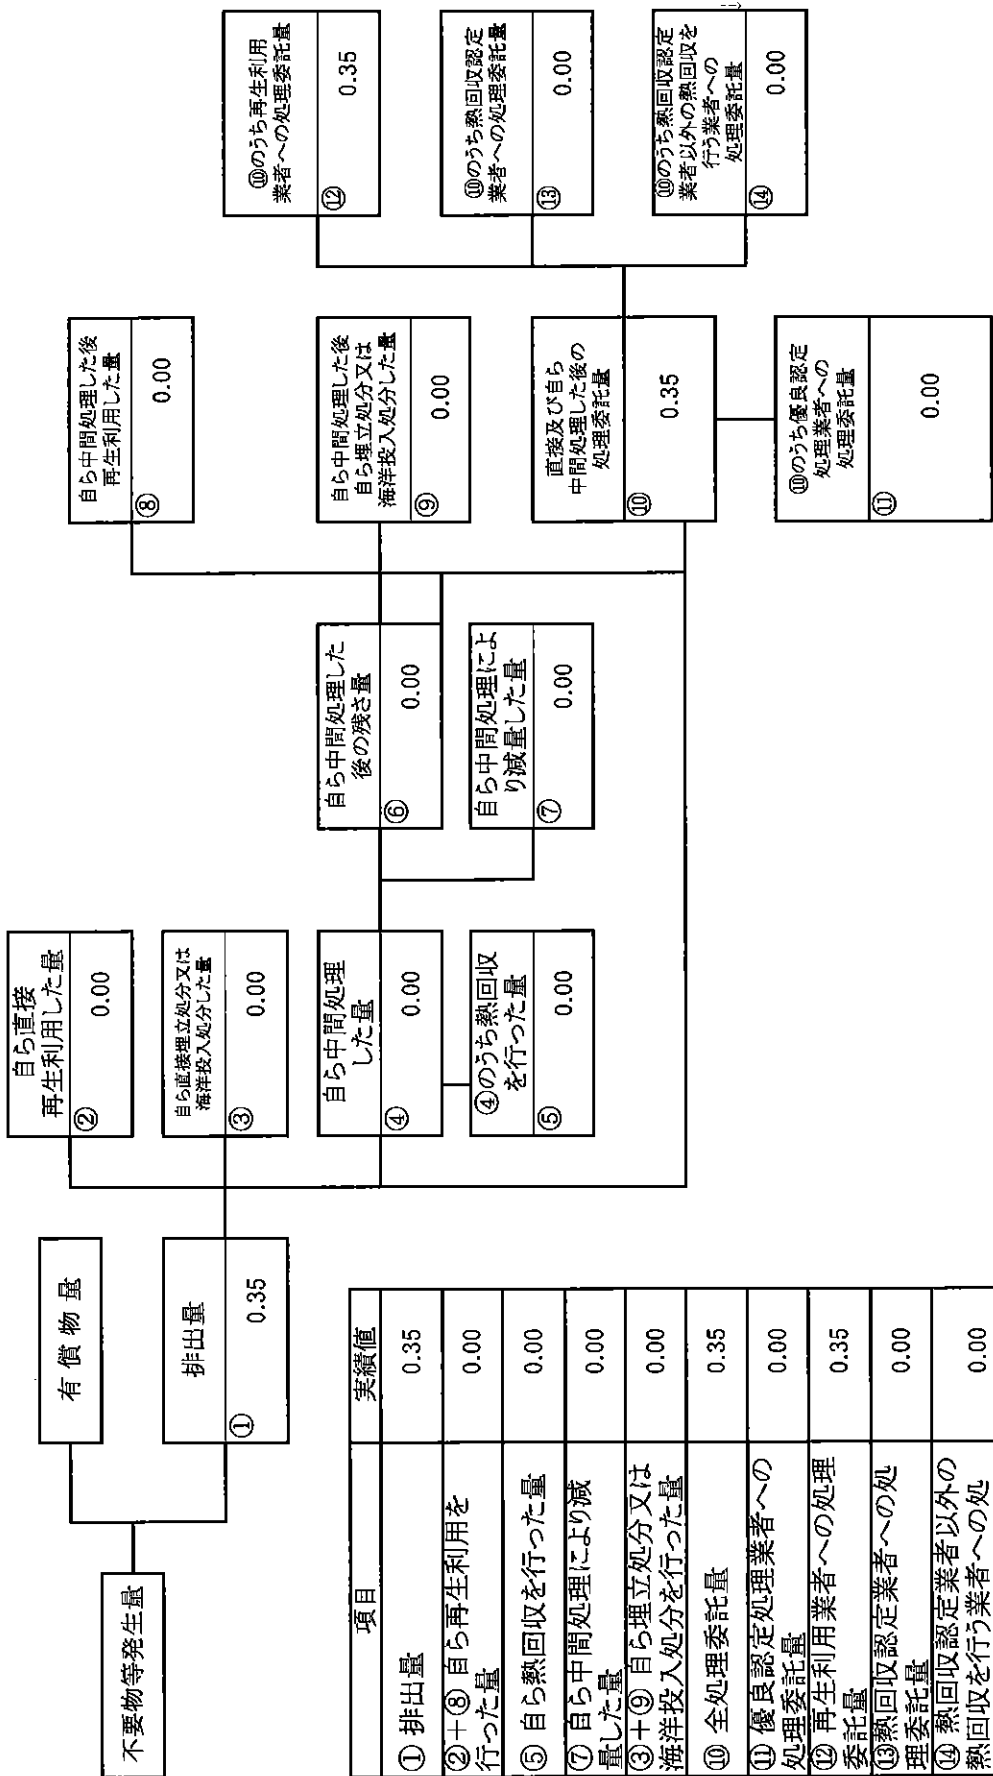 不要物等発生量
有償物量
排出量
①
0.35
自ら直接
再生利用した量
②
0.00
自ら直接埋立処分又は
海洋投入処分した量
③
0.00
自ら中間処理
した量
④
0.00
④のうち熱回収
を行った量
⑤
0.00
自ら中間処理した
後の残さ量
⑥
0.00
自ら中間処理によ
り減量した量
⑦
0.00
自ら中間処理した後
再生利用した量
⑧
0.00
自ら中間処理した後
自ら埋立処分又は
海洋投入処分した量
⑨
0.00
直接及び自ら
中間処理した後の
処理委託量
⑩
0.35
⑩のうち優良認定
処理業者への
処理委託量
⑪
0.00
⑩のうち再生利用
業者への処理委託量
⑫
0.35
⑩のうち熱回収認定
業者への処理委託量
⑬
0.00
⑩のうち熱回収認定
業者以外の熱回収を
行う業者への
処理委託量
⑭
0.00
項目 実績値
①排出量 0.35
②+⑧ 自ら再生利用を
行った量 0.00
⑤ 自ら熱回収を行った量 0.00
⑦ 自ら中間処理により減
量した量 0.00
③+⑨ 自ら埋立処分又は
海洋投入処分を行った量 0.00
⑩ 全処理委託量 0.35
⑪ 優良認定処理業者への
処理委託量 0.00
⑫ 再生利用業者への処理
委託量 0.35
⑬熱回収認定業者への処
理委託量 0.00
⑭ 熱回収認定業者以外の
熱回収を行う業者への処 0.00